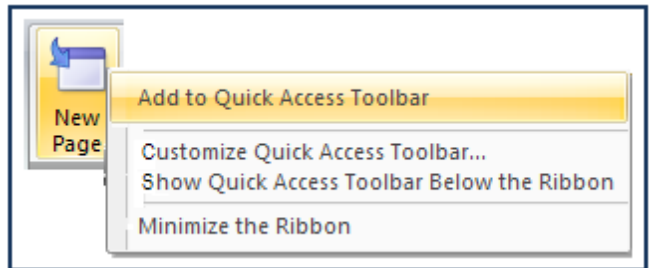 New
Page
Add to Quick Access Toolbar
Customize Quick Access Toolbar...
Show Quick Access Toolbar Below the Ribbon
Minimize the Ribbon